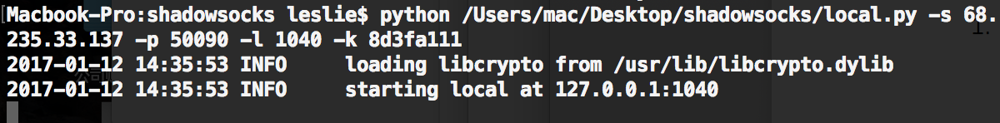 Macbook-Pro:shadowsocks leslie$ python /Users/mac/Desktop/shadowsocks/local.py -s 68.
235.33.137 -p 50090 -l 1040 -k 8d3fa111
2017-01-12 14:35:53 INFO     loading libcrypto from /usr/lib/libcrypto.dylib
2017-01-12 14:35:53 INFO     starting local at 127.0.0.1:1040